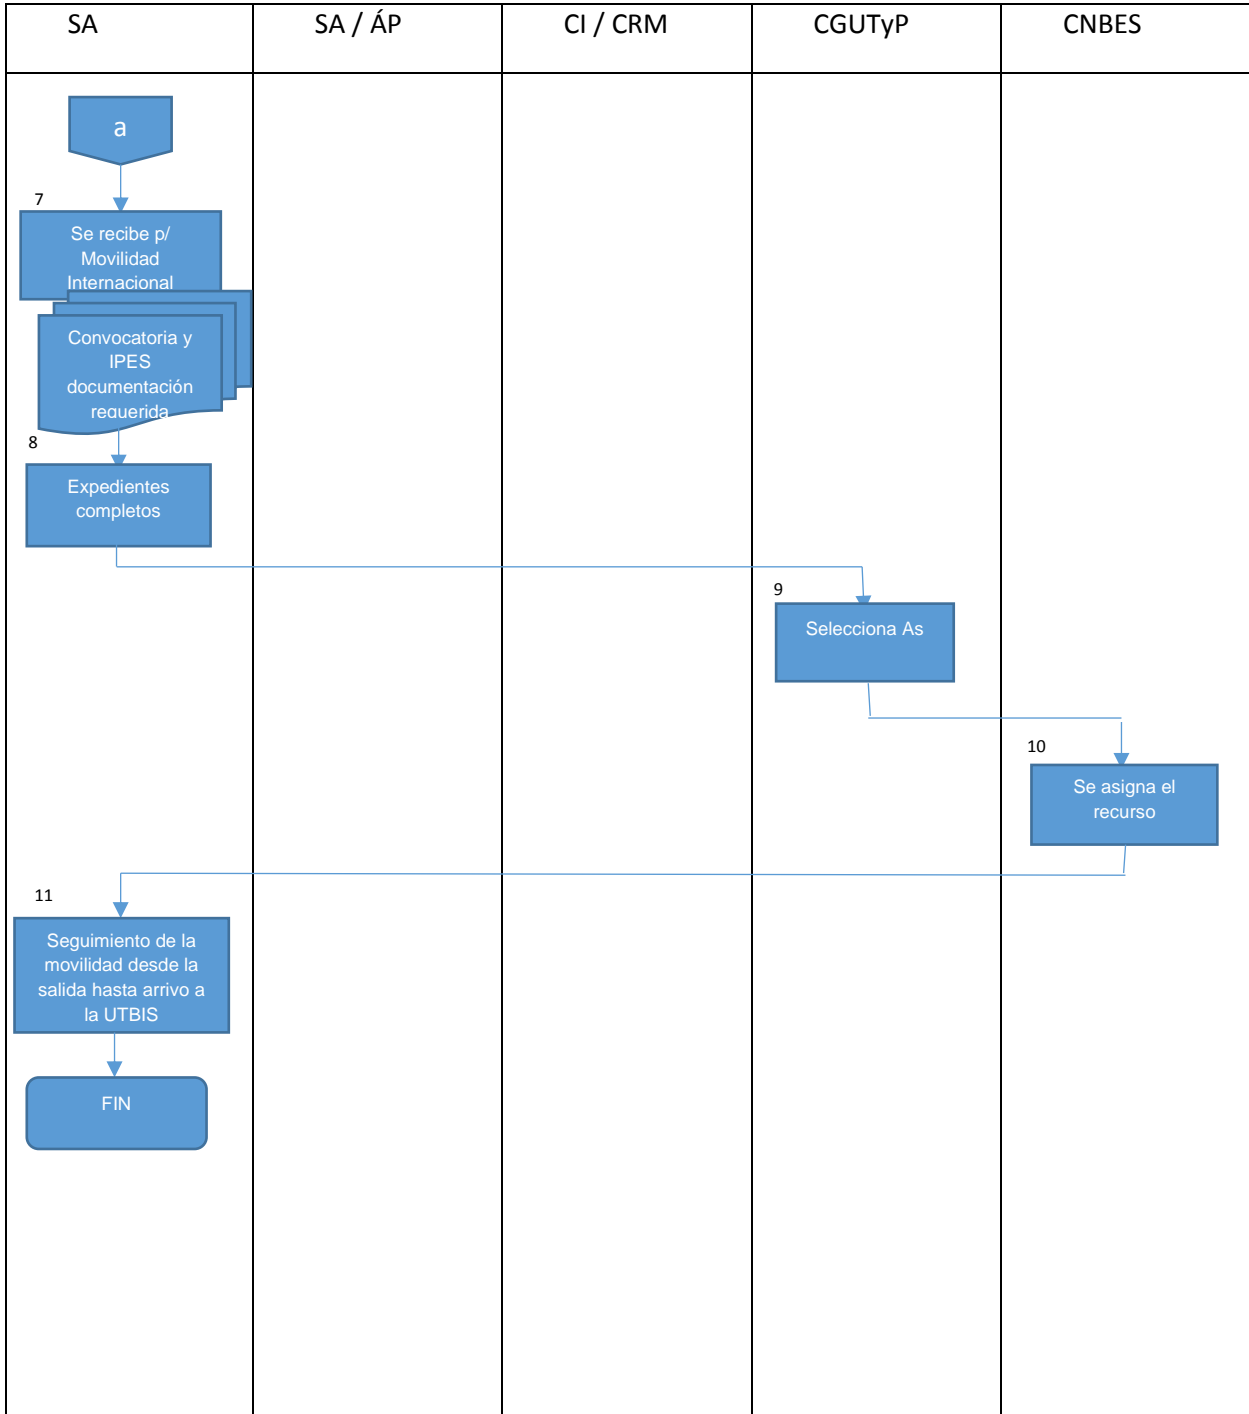 SA
SA / ÁP
CI / CRM
CGUTyP
CNBES
a
7
Se recibe p/
Movilidad
Internacional
Convocatoria y
IPES
documentación
requerida
8
Expedientes
completos
9
Selecciona As
10
Se asigna el
recurso
11
Seguimiento de la
movilidad desde la
salida hasta arrivo a
la UTBIS
FIN